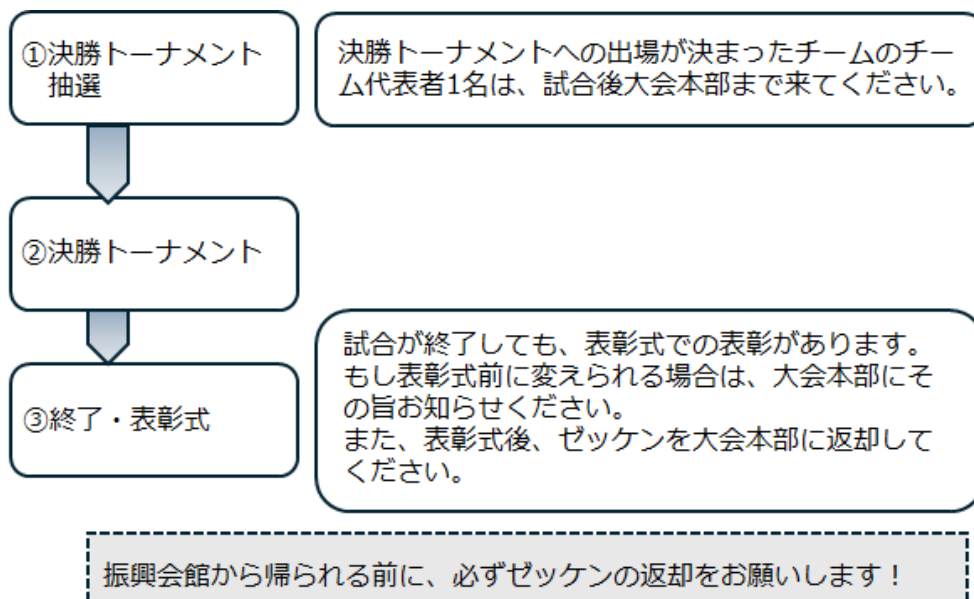 ①決勝トーナメント
抽選
決勝トーナメントへの出場が決まったチームのチー
ム代表者1名は、試合後大会本部まで来てください。
②決勝トーナメント
③終了・表彰式
試合が終了しても、表彰式での表彰があります。
もし表彰式前に変えられる場合は、大会本部にそ
の旨お知らせください。
また、表彰式後、ゼッケンを大会本部に返却して
ください。
振興会館から帰られる前に、必ずゼッケンの返却をお願いします！